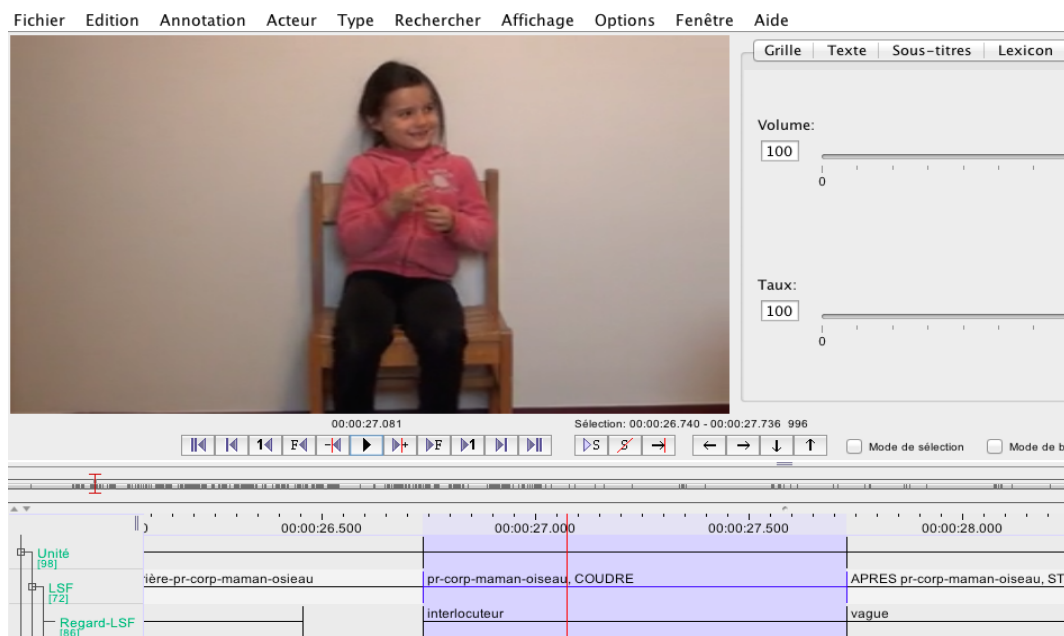 Fichier Edition Annotation Acteur Type Rechercher Affichage Options Fenêtre Aide
Grille Texte Sous-titres Lexicon
Volume:
100
0
Taux:
100
0
00:00:27.081 Sélection: 00:00:26.740 - 00:00:27.736 996
1 F - + F 1 S S Mode de sélection Mode de b
00:00:26.500 00:00:27.000 00:00:27.500 00:00:28.000
Unité
[98]
ière-pr-corp-maman-osieau pr-corp-maman-oiseau, COUDRE APRES pr-corp-maman-oiseau, ST
LSF
[72]
interlocuteur vague
Regard-LSF
[86]